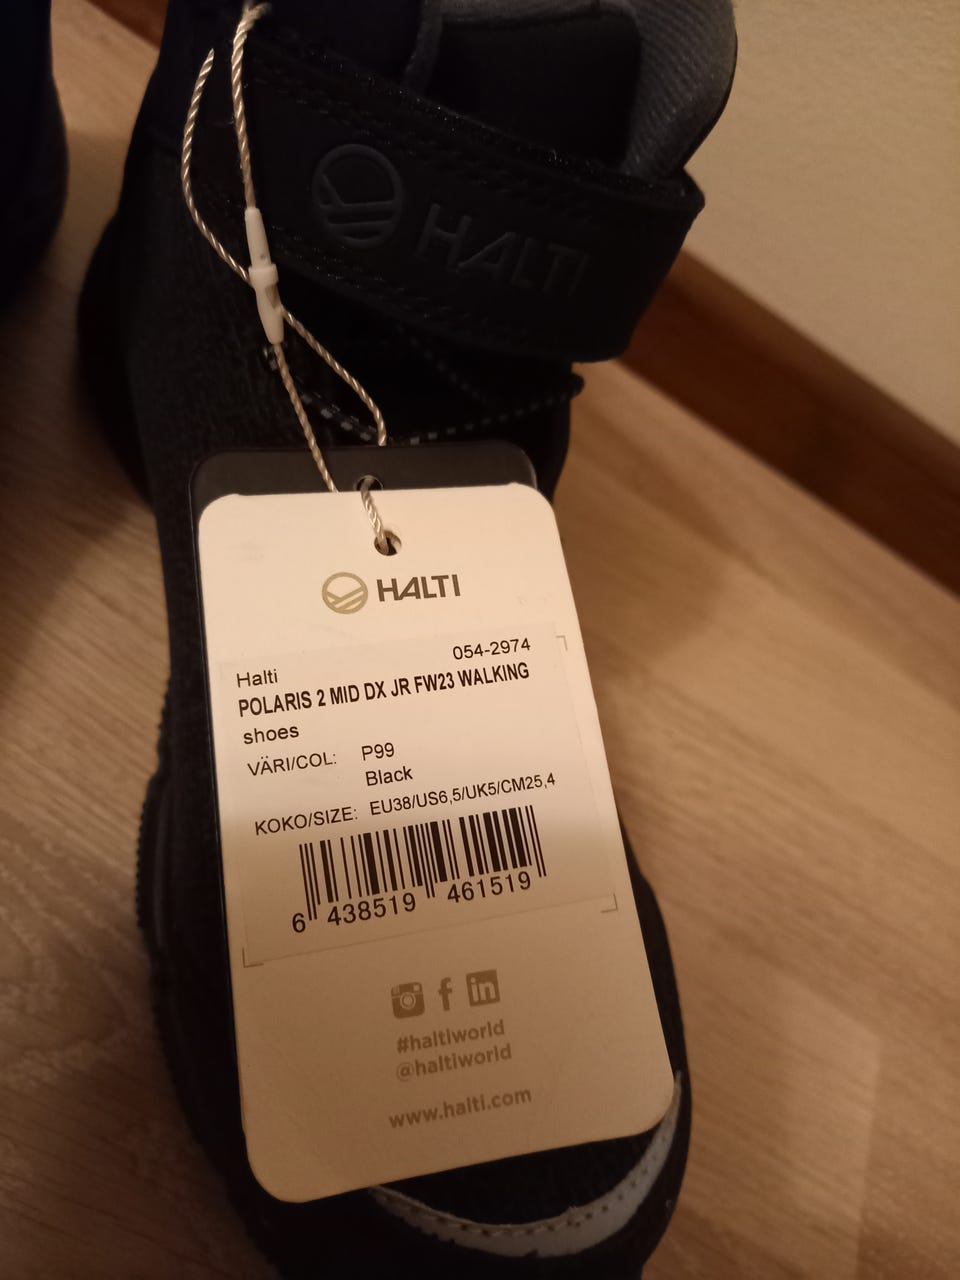 HALTI
HALTI
Halti 054-2974
POLARIS 2 MID DX JR FW23 WALKING
shoes
VÄRI/COL: P99
Black
KOKO/SIZE: EU38/US6,5/UK5/CM25,4
6 438519 461519
#haltiworld
@haltiworld
www.halti.com